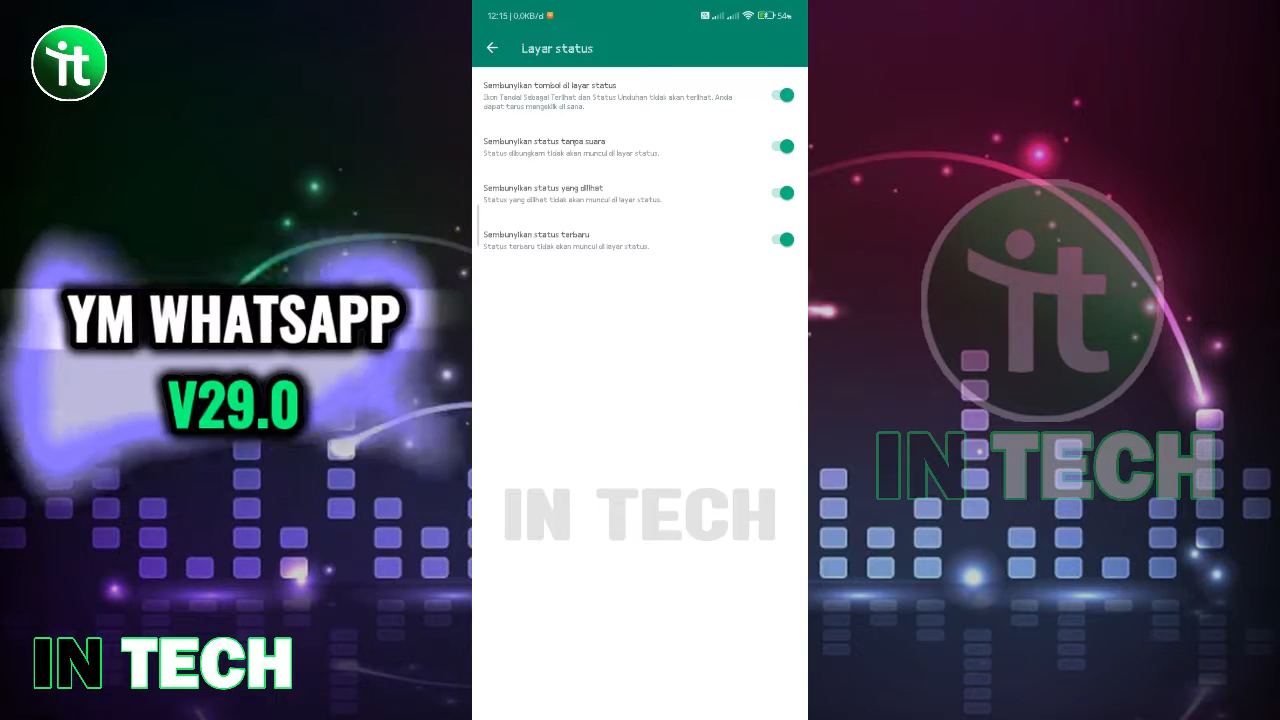 it
12:15 | 0,0KB/d
54%
Layar status
Sembunyikan tombol di layar status
Ikon Tandai Sebagai Terlihat dan Status Unduhan tidak akan terlihat. Anda
dapat terus mengeklik di sana.
Sembunyikan status tanpa suara
Status dibungkam tidak akan muncul di layar status.
Sembunyikan status yang dilihat
Status yang dilihat tidak akan muncul di layar status.
Sembunyikan status terbaru
Status terbaru tidak akan muncul di layar status.
YM WHATSAPP
V29.0
it
IN TECH
IN TECH
IN TECH